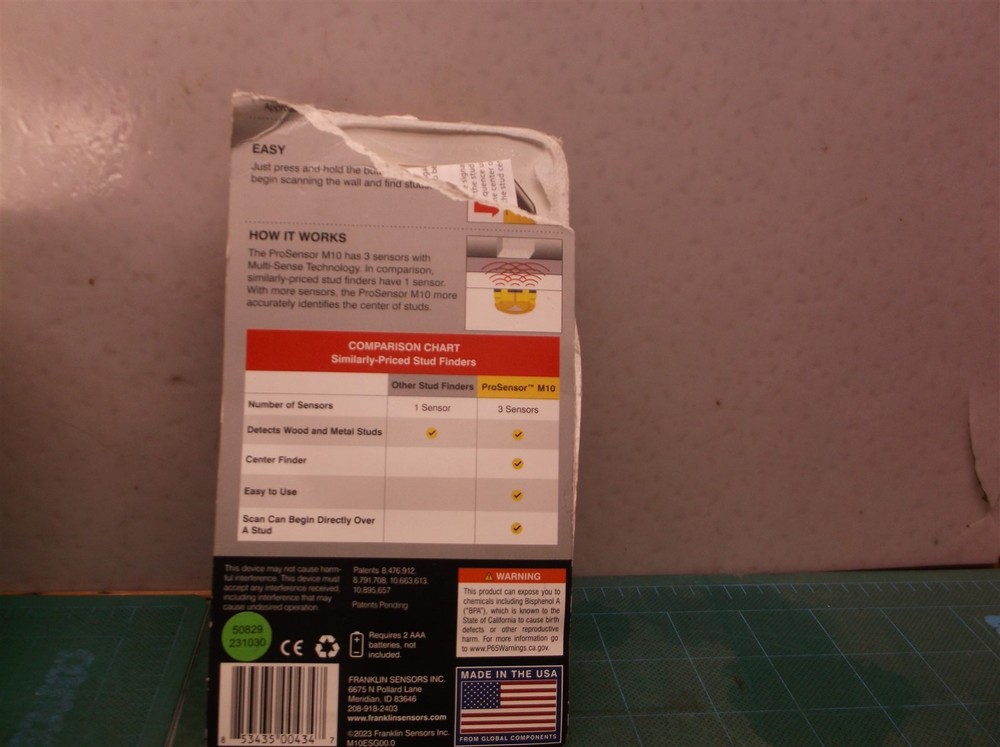 EASY
Just press and hold the
begin scanning the wall and find
HOW IT WORKS
The ProSensor M10 has 3 sensors with
Multi-Sense Technology. In comparison,
similarly-priced stud finders have 1 sensor.
With more sensors, the ProSensor M10 more
accurately identifies the center of studs.
COMPARISON CHART
Similarly-Priced Stud Finders
Other Stud Finders ProSensor™ M10
Number of Sensors 1 Sensor 3 Sensors
Detects Wood and Metal Studs
Center Finder
Easy to Use
Scan Can Begin Directly Over
A Stud
This device may not cause harm-
ful interference. This device must
accept any interference received,
including interference that may
cause undesired operation.
Patents 8,476,912,
8,791,708, 10,663,613,
10,895,657
Patents Pending
50829
231030
CE
Requires 2 AAA
batteries, not
included.
WARNING
This product can expose you to
chemicals including Bisphenol A
("BPA"), which is known to the
State of California to cause birth
defects or other reproductive
harm. For more information go
to www.P65Warnings.ca.gov.
FRANKLIN SENSORS INC.
6675 N Pollard Lane
Meridian, ID 83646
208-918-2403
www.franklinsensors.com
©2023 Franklin Sensors Inc.
M10ESG00.0
8 53435 00434 7
MADE IN THE USA
FROM GLOBAL COMPONENTS